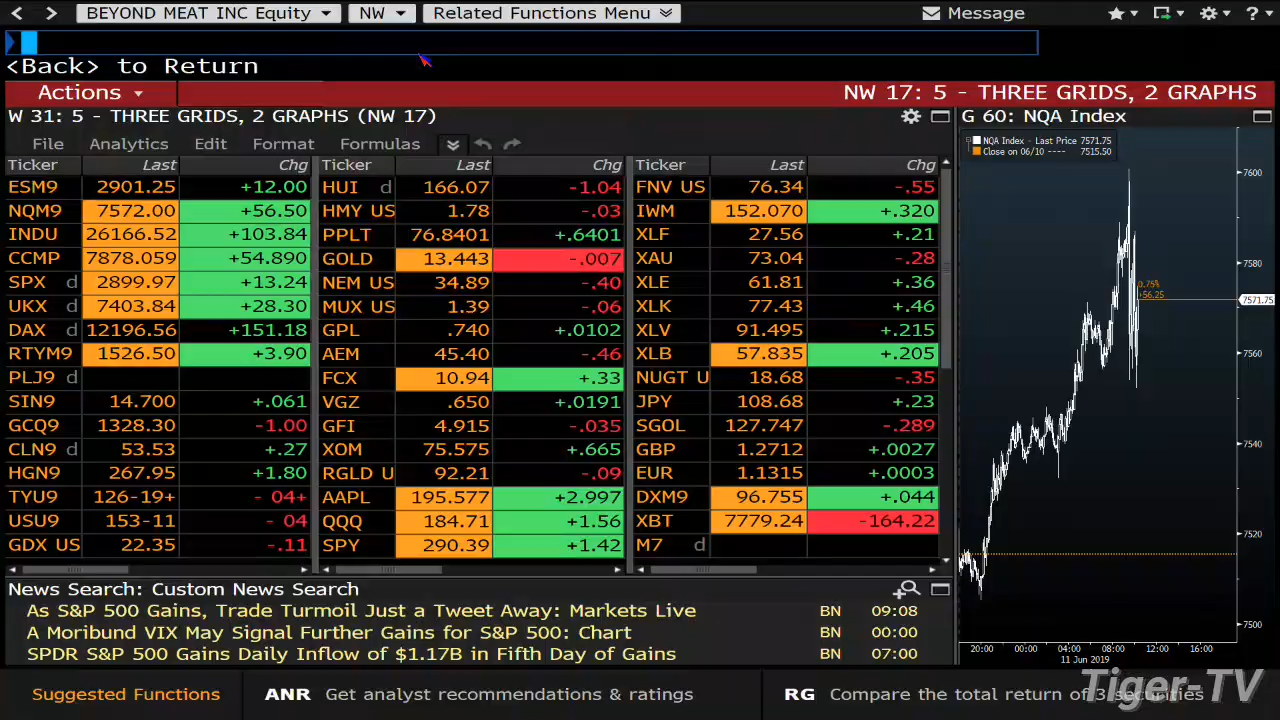 BEYOND MEAT INC Equity NW Related Functions Menu Message ?
<Back> to Return
Actions NW 17: 5 - THREE GRIDS, 2 GRAPHS
W 31: 5 - THREE GRIDS, 2 GRAPHS (NW 17) G 60: NQA Index
File Analytics Edit Format Formulas
NQA Index - Last Price 7571.75
Close on 06/10 ---- 7515.50
Ticker Last Chg Ticker Last Chg Ticker Last Chg
ESM9 2901.25 +12.00 HUI d 166.07 -1.04 FNV US 76.34 -.55
NQM9 7572.00 +56.50 HMY US 1.78 -.03 IWM 152.070 +.320
INDU 26166.52 +103.84 PPLT 76.8401 +.6401 XLF 27.56 +.21
CCMP 7878.059 +54.890 GOLD 13.443 -.007 XAU 73.04 -.28
SPX d 2899.97 +13.24 NEM US 34.89 -.40 XLE 61.81 +.36
UKX d 7403.84 +28.30 MUX US 1.39 -.06 XLK 77.43 +.46
DAX d 12196.56 +151.18 GPL .740 +.0102 XLV 91.495 +.215
RTYM9 1526.50 +3.90 AEM 45.40 -.46 XLB 57.835 +.205
PLJ9 d FCX 10.94 +.33 NUGT U 18.68 -.35
SIN9 14.700 +.061 VGZ .650 +.0191 JPY 108.68 +.23
GCQ9 1328.30 -1.00 GFI 4.915 -.035 SGOL 127.747 -.289
CLN9 d 53.53 +.27 XOM 75.575 +.665 GBP 1.2712 +.0027
HGN9 267.95 +1.80 RGLD U 92.21 -.09 EUR 1.1315 +.0003
TYU9 126-19+ - 04+ AAPL 195.577 +2.997 DXM9 96.755 +.044
USU9 153-11 - 04 QQQ 184.71 +1.56 XBT 7779.24 -164.22
GDX US 22.35 -.11 SPY 290.39 +1.42 M7 d
7600
7580
0.75%
+56.25
7571.75
7560
7540
7520
7500
20:00 00:00 04:00 08:00 12:00 16:00
11 Jun 2019
News Search: Custom News Search
As S&P 500 Gains, Trade Turmoil Just a Tweet Away: Markets Live BN 09:08
A Moribund VIX May Signal Further Gains for S&P 500: Chart BN 00:00
SPDR S&P 500 Gains Daily Inflow of $1.17B in Fifth Day of Gains BN 07:00
Suggested Functions ANR Get analyst recommendations & ratings RG Compare the total return of 3 securities
Tiger-TV